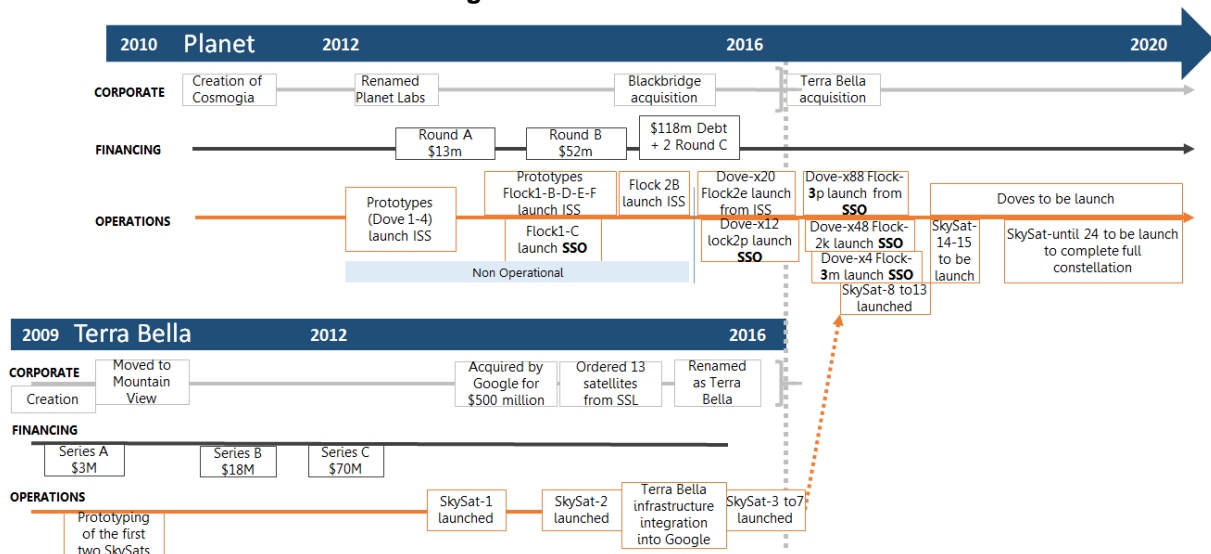 g
2010 Planet 2012 2016 2020
CORPORATE
Creation of
Cosmogia
Renamed
Planet Labs
Blackbridge
acquisition
Terra Bella
acquisition
FINANCING
Round A
$13m
Round B
$52m
$118m Debt
+ 2 Round C
OPERATIONS
Prototypes
(Dove 1-4)
launch ISS
Prototypes
Flock1-B-D-E-F
launch ISS
Flock1-C
launch SSO
Flock 2B
launch ISS
Non Operational
Dove-x20
Flock2e launch
from ISS
Dove-x12
lock2p launch
SSO
Dove-x88 Flock-
3p launch from
SSO
Dove-x48 Flock-
2k launch SSO
Dove-x4 Flock-
3m launch SSO
SkySat-8 to13
launched
SkySat-
14-15
to be
launch
Doves to be launch
SkySat-until 24 to be launch
to complete full
constellation
2009 Terra Bella 2012 2016
CORPORATE
Creation
Moved to
Mountain
View
Acquired by
Google for
$500 million
Ordered 13
satellites
from SSL
Renamed
as Terra
Bella
FINANCING
Series A
$3M
Series B
$18M
Series C
$70M
OPERATIONS
Prototyping
of the first
two SkySats
SkySat-1
launched
SkySat-2
launched
Terra Bella
infrastructure
integration
into Google
SkySat-3 to7
launched